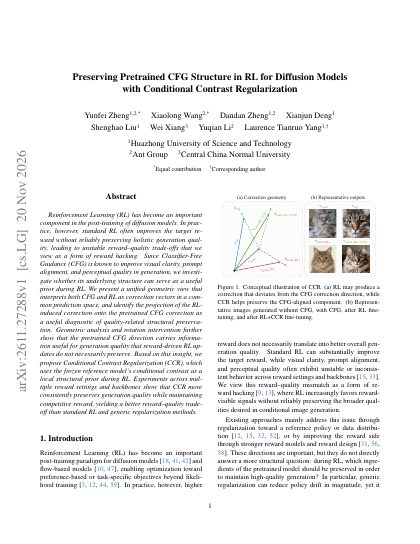 Preserving Pretrained CFG Structure in RL for Diffusion Models
with Conditional Contrast Regularization
Yunfei Zheng1,2,* Xiaolong Wang2,* Dandan Zheng1,2 Xianjun Deng1
Shenghao Liu1 Wei Xiang3 Yuqian Li2 Laurence Tianruo Yang1,†
1Huazhong University of Science and Technology
2Ant Group 3Central China Normal University
*Equal contribution †Corresponding author
arXiv:2611.27288v1 [cs.LG] 20 Nov 2026
Abstract
Reinforcement Learning (RL) has become an important
component in the post-training of diffusion models. In prac-
tice, however, standard RL often improves the target re-
ward without reliably preserving holistic generation qual-
ity, leading to unstable reward-quality trade-offs that we
view as a form of reward hacking. Since Classifier-Free
Guidance (CFG) is known to improve visual clarity, prompt
alignment, and perceptual quality in generation, we investi-
gate whether its underlying structure can serve as a useful
prior during RL. We present a unified geometric view that
interprets both CFG and RL as correction vectors in a com-
mon prediction space, and identify the projection of the RL-
induced correction onto the pretrained CFG correction as
a useful diagnostic of quality-related structural preserva-
tion. Geometric analysis and rotation intervention further
show that the pretrained CFG direction carries information
useful for generation quality that reward-driven RL up-
dates do not necessarily preserve. Based on this insight, we
propose Conditional Contrast Regularization (CCR), which
uses the frozen reference model's conditional contrast as a
local structural prior during RL. Experiments across mul-
tiple reward settings and backbones show that CCR more
consistently preserves generation quality while maintaining
competitive reward, yielding a better reward-quality trade-
off than standard RL and generic regularization methods.
1. Introduction
Reinforcement Learning (RL) has become an important
post-training paradigm for diffusion models [18, 41, 42] and
flow-based models [10, 47], enabling optimization toward
preference-based or task-specific objectives beyond likeli-
hood training [3, 12, 44, 59]. In practice, however, higher
(a) Correction geometry
(b) Representative outputs
Figure 1. Conceptual illustration of CCR. (a) RL may produce a
correction that deviates from the CFG correction direction, while
CCR helps preserve the CFG-aligned component. (b) Represen-
tative images generated without CFG, with CFG, after RL fine-
tuning, and after RL+CCR fine-tuning.
reward does not necessarily translate into better overall gen-
eration quality. Standard RL can substantially improve
the target reward, while visual clarity, prompt alignment,
and perceptual quality often exhibit unstable or inconsis-
tent behavior across reward settings and backbones [15, 33].
We view this reward-quality mismatch as a form of re-
ward hacking [9, 13], where RL increasingly favors reward-
visible signals without reliably preserving the broader qual-
ities desired in conditional image generation.
Existing approaches mainly address this issue through
regularization toward a reference policy or data distribu-
tion [12, 15, 32, 52], or by improving the reward side
through stronger reward models and reward design [31, 56,
58]. These directions are important, but they do not directly
answer a more structural question: during RL, which ingre-
dients of the pretrained model should be preserved in order
to maintain high-quality generation? In particular, generic
regularization can reduce policy drift in magnitude, yet it
1